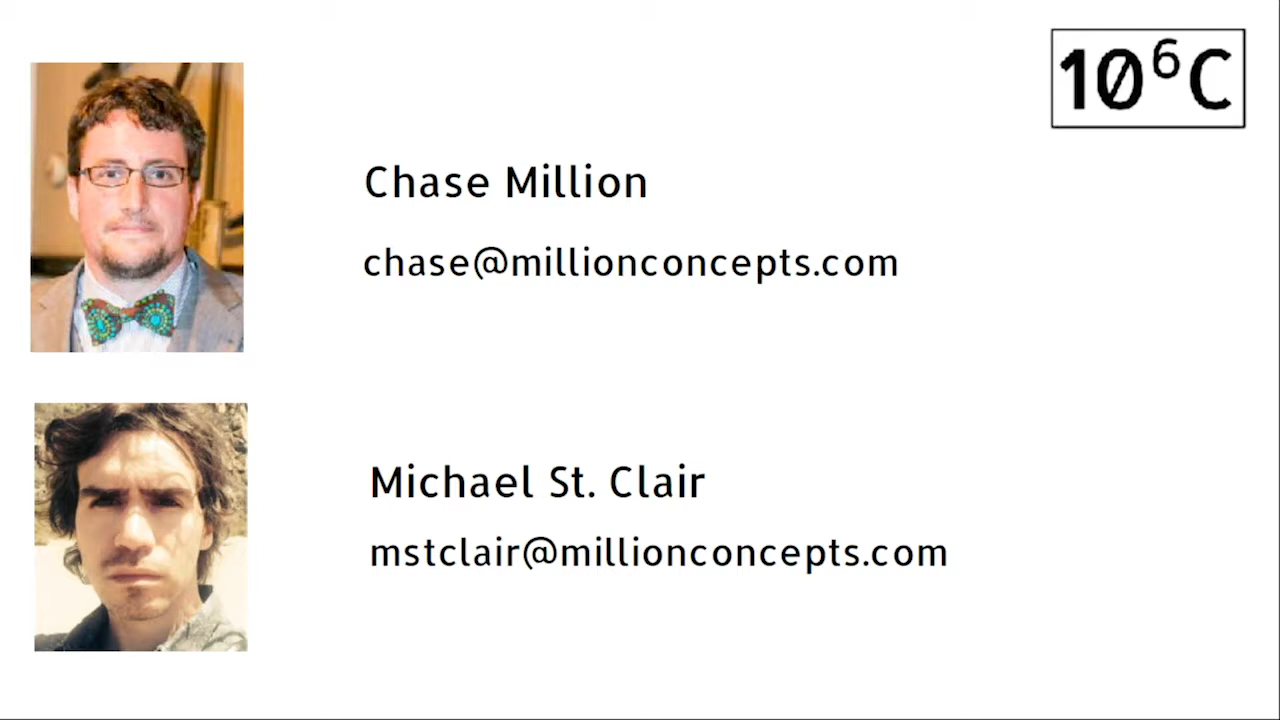 10⁶C
Chase Million
chase@millionconcepts.com
Michael St. Clair
mstclair@millionconcepts.com